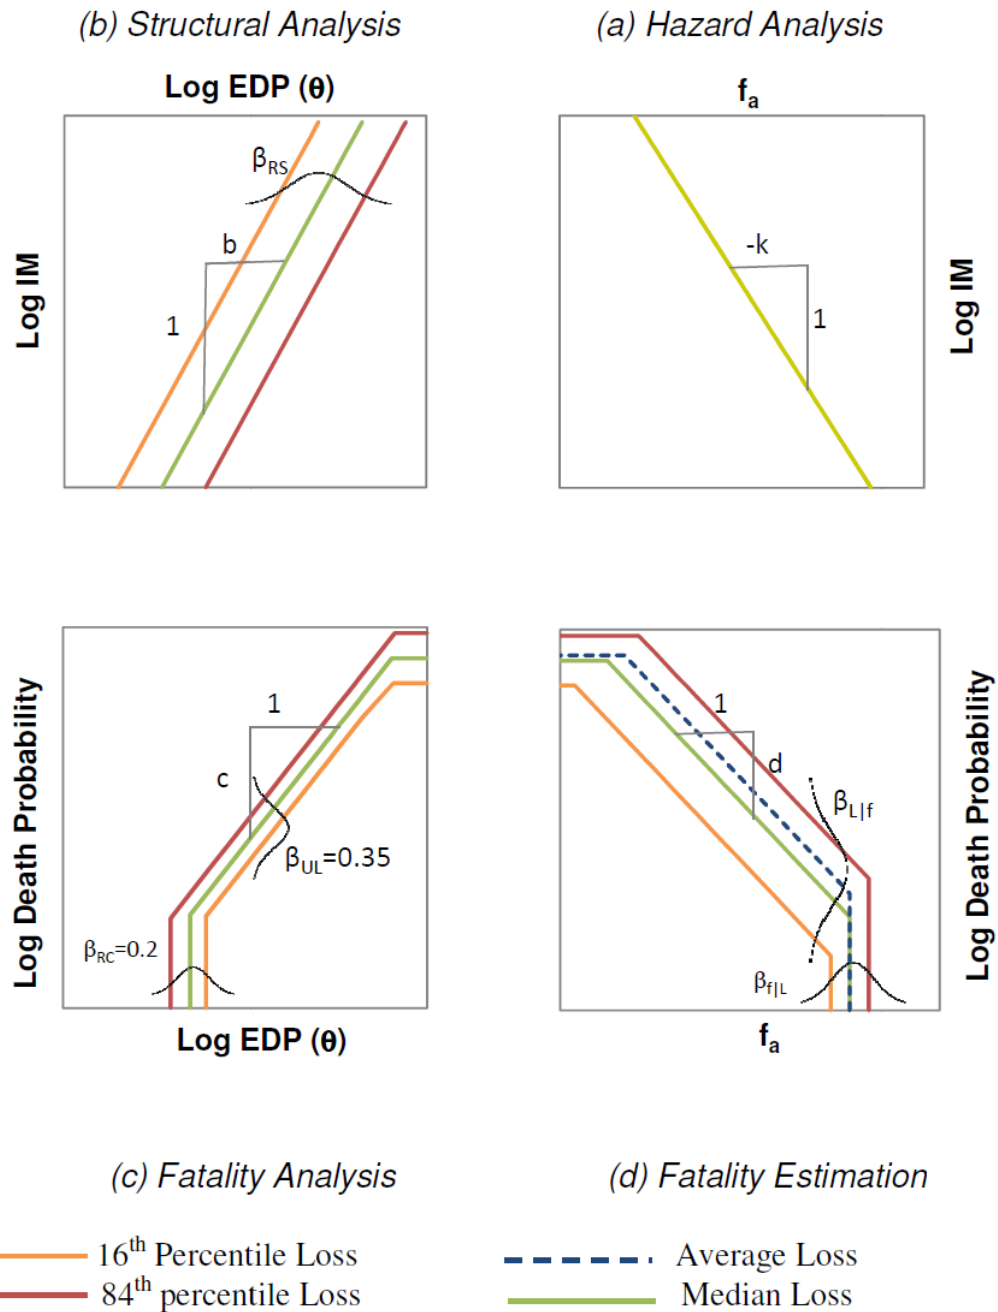 (b) Structural Analysis
(a) Hazard Analysis
Log EDP (θ)
f_a
β_RS
b
1
Log IM
-k
1
Log IM
1
c
β_UL=0.35
β_RC=0.2
Log Death Probability
Log EDP (θ)
1
d
β_L|f
β_f|L
Log Death Probability
f_a
(c) Fatality Analysis
(d) Fatality Estimation
16th Percentile Loss
Average Loss
84th percentile Loss
Median Loss